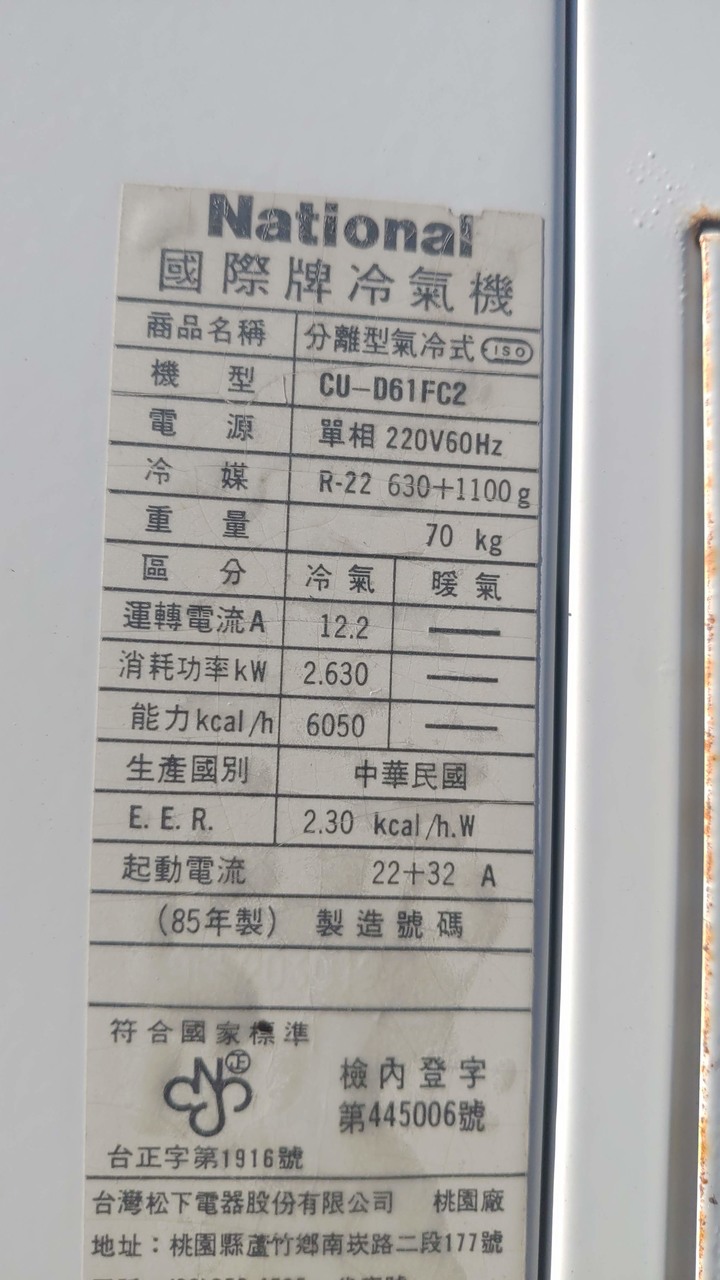 National
國際牌冷氣機
商品名稱 分離型氣冷式 ISO
機型 CU-D61FC2
電源 單相 220V60Hz
冷媒 R-22 630+1100g
重量 70 kg
區分 冷氣 暖氣
運轉電流A 12.2 ——
消耗功率kW 2.630 ——
能力kcal/h 6050 ——
生產國別 中華民國
E.E.R. 2.30 kcal/h.W
起動電流 22+32 A
(85年製) 製造號碼
符合國家標準
正
檢內登字
第445006號
台正字第1916號
台灣松下電器股份有限公司 桃園廠
地址：桃園縣蘆竹鄉南崁路二段177號